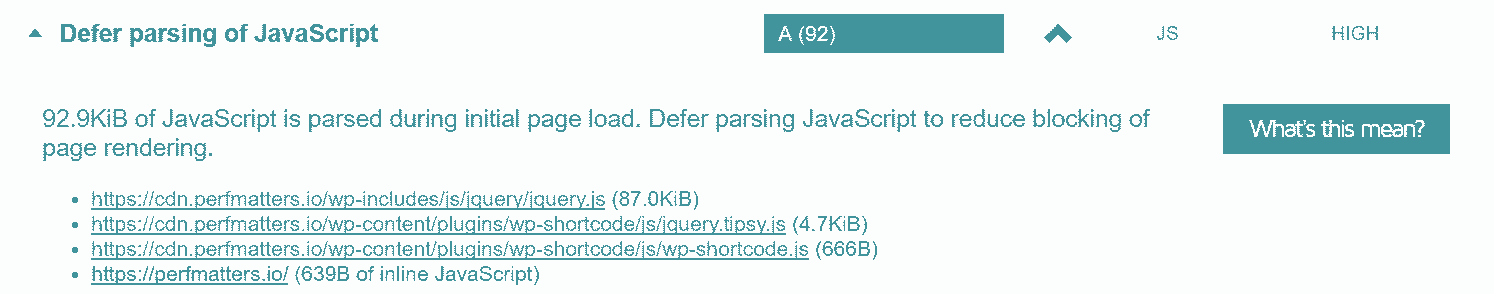 Defer parsing of JavaScript A (92) JS HIGH
92.9KiB of JavaScript is parsed during initial page load. Defer parsing JavaScript to reduce blocking of
page rendering.
What's this mean?
https://cdn.perfmatters.io/wp-includes/js/jquery/jquery.js (87.0KiB)
https://cdn.perfmatters.io/wp-content/plugins/wp-shortcode/js/jquery.tipsy.js (4.7KiB)
https://cdn.perfmatters.io/wp-content/plugins/wp-shortcode/js/wp-shortcode.js (666B)
https://perfmatters.io/ (639B of inline JavaScript)